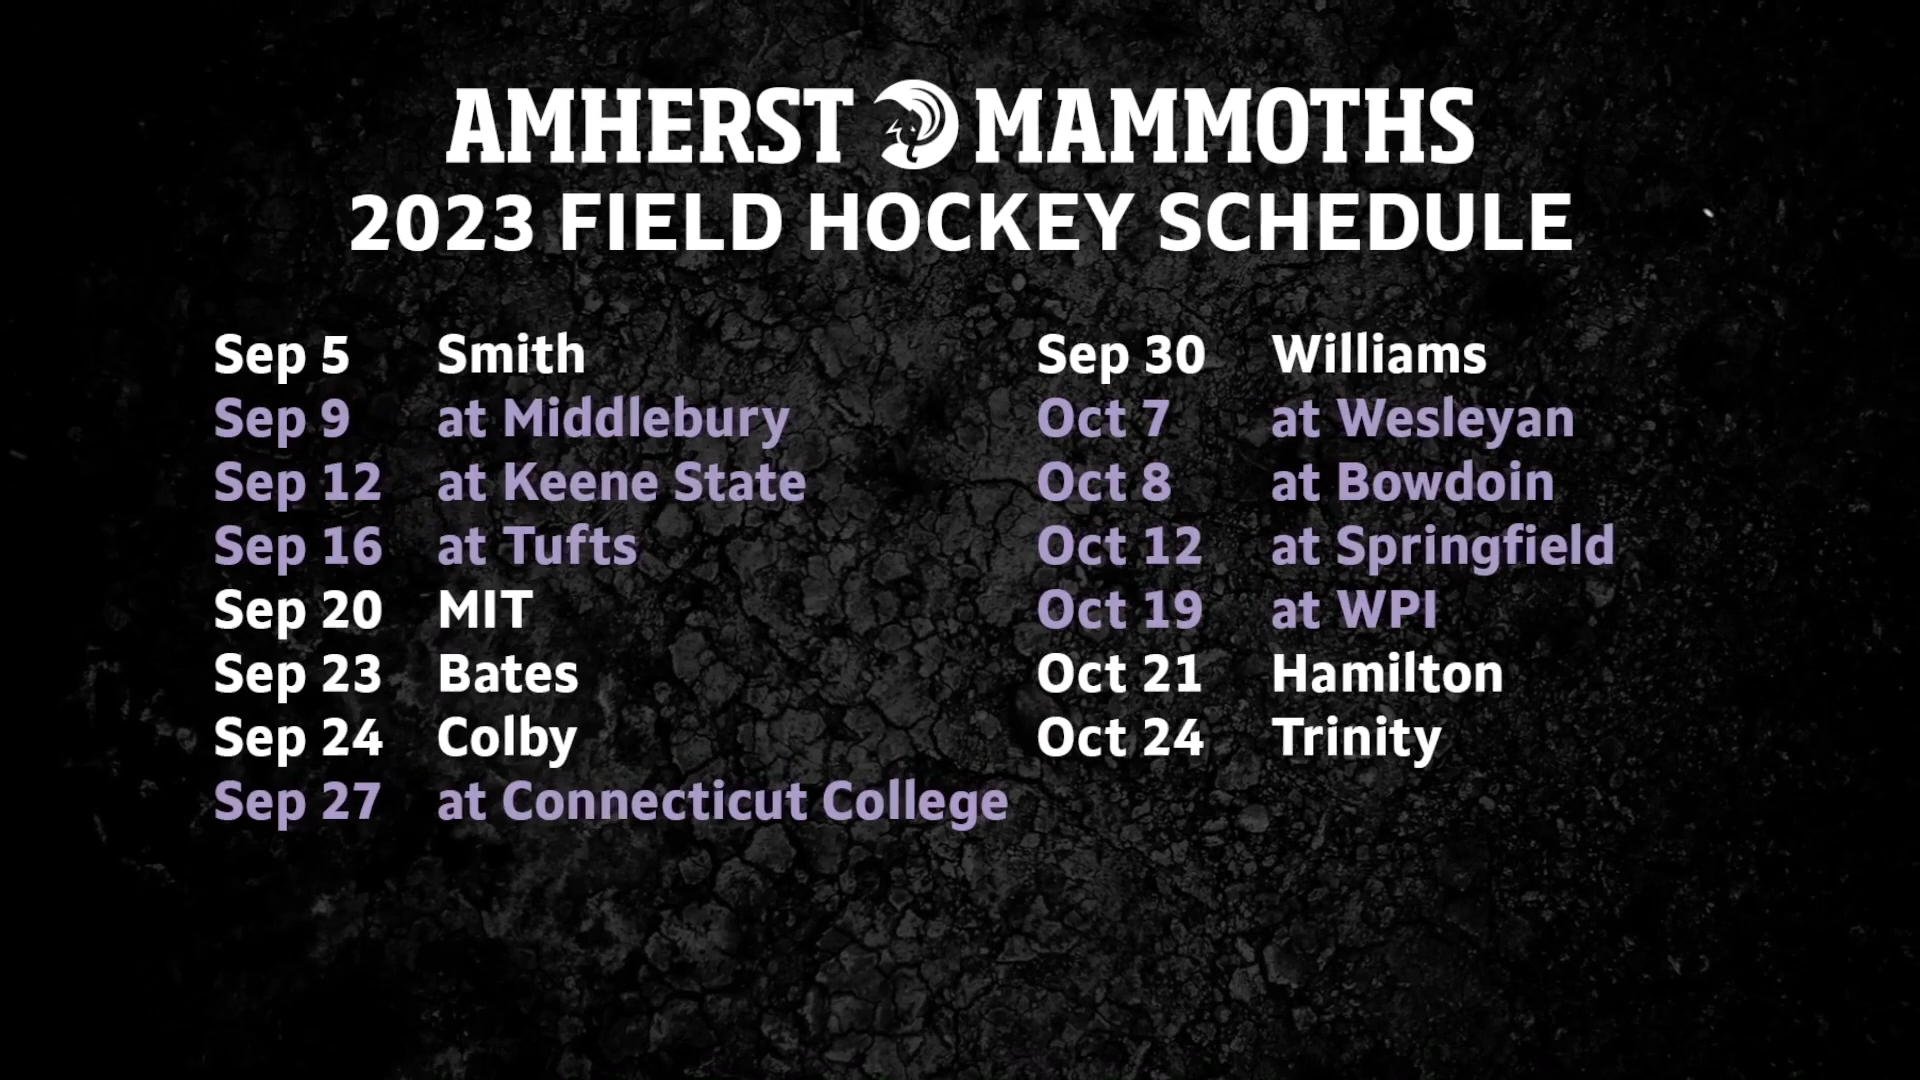 AMHERST MAMMOTHS
2023 FIELD HOCKEY SCHEDULE
Sep 5 Smith
Sep 9 at Middlebury
Sep 12 at Keene State
Sep 16 at Tufts
Sep 20 MIT
Sep 23 Bates
Sep 24 Colby
Sep 27 at Connecticut College
Sep 30 Williams
Oct 7 at Wesleyan
Oct 8 at Bowdoin
Oct 12 at Springfield
Oct 19 at WPI
Oct 21 Hamilton
Oct 24 Trinity